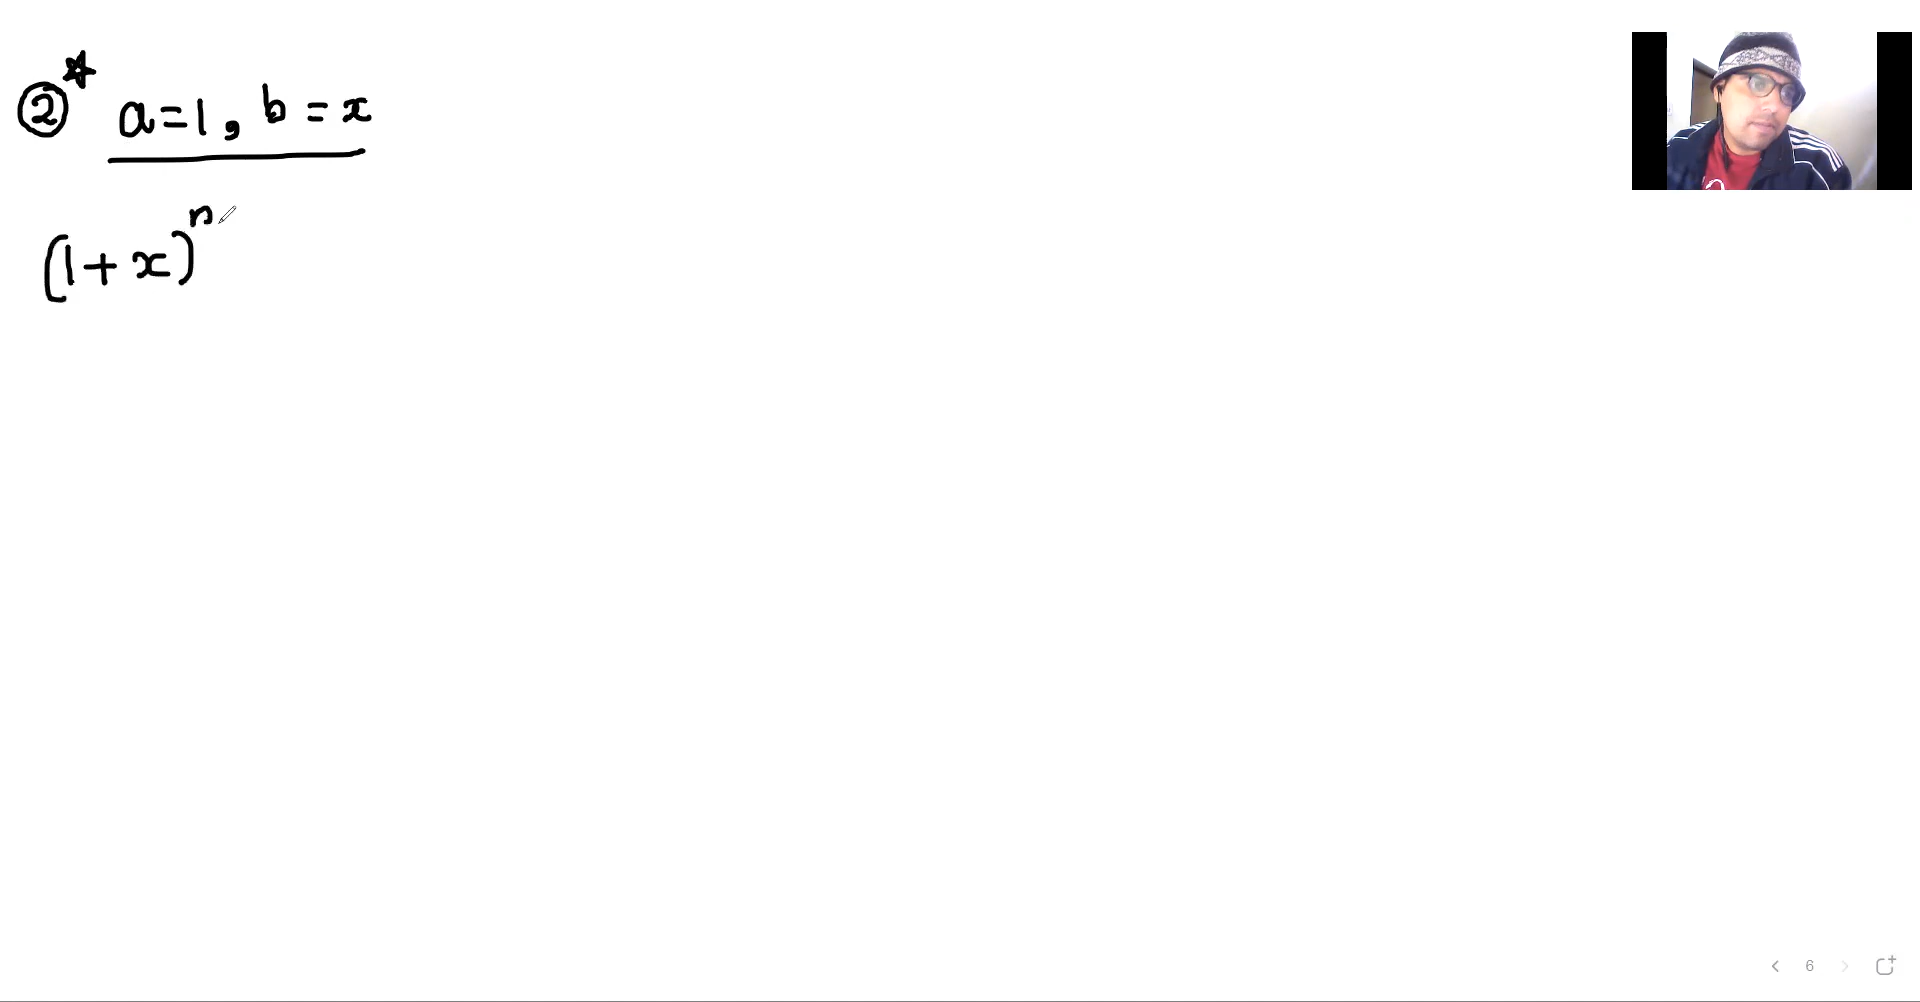 ②* a=1, b=x
(1+x)ⁿ
6